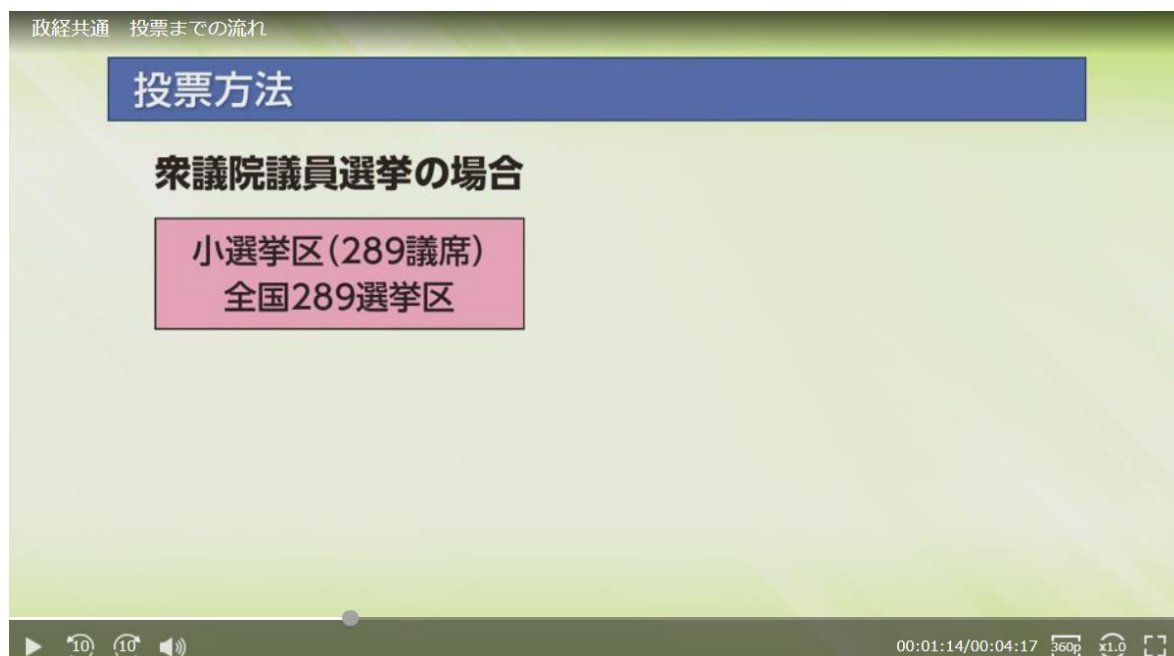 政経共通　投票までの流れ
投票方法
衆議院議員選挙の場合
小選挙区(289議席)
全国289選挙区
10 10 00:01:14/00:04:17 360p x1.0